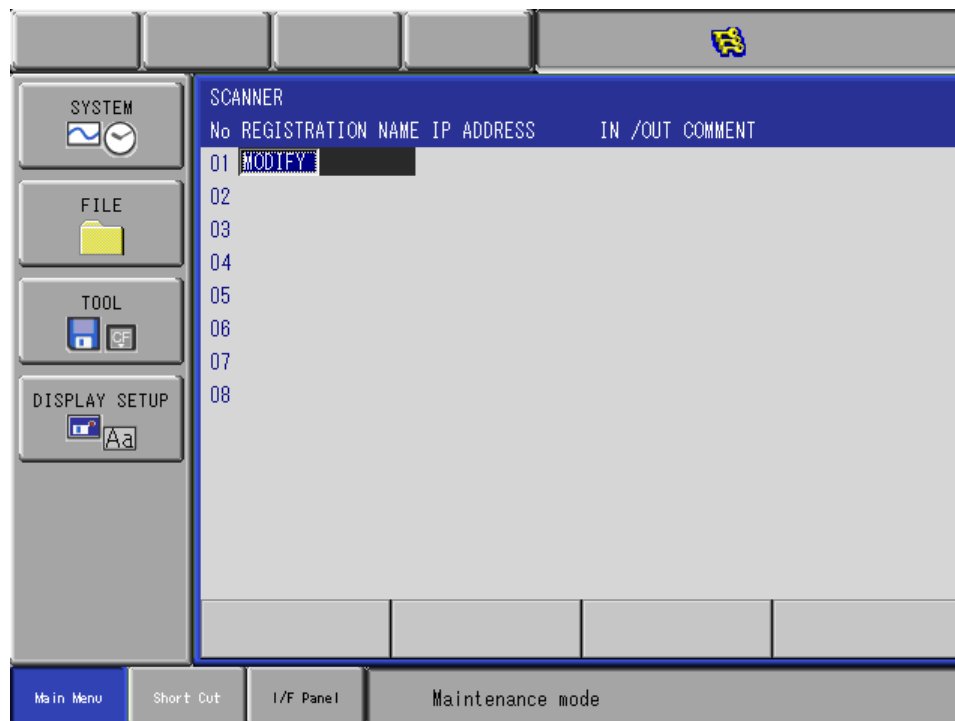 SYSTEM
FILE
TOOL
CF
DISPLAY SETUP
Aa
SCANNER
No REGISTRATION NAME IP ADDRESS IN /OUT COMMENT
01 MODIFY
02
03
04
05
06
07
08
Main Menu
Short Cut
I/F Panel
Maintenance mode